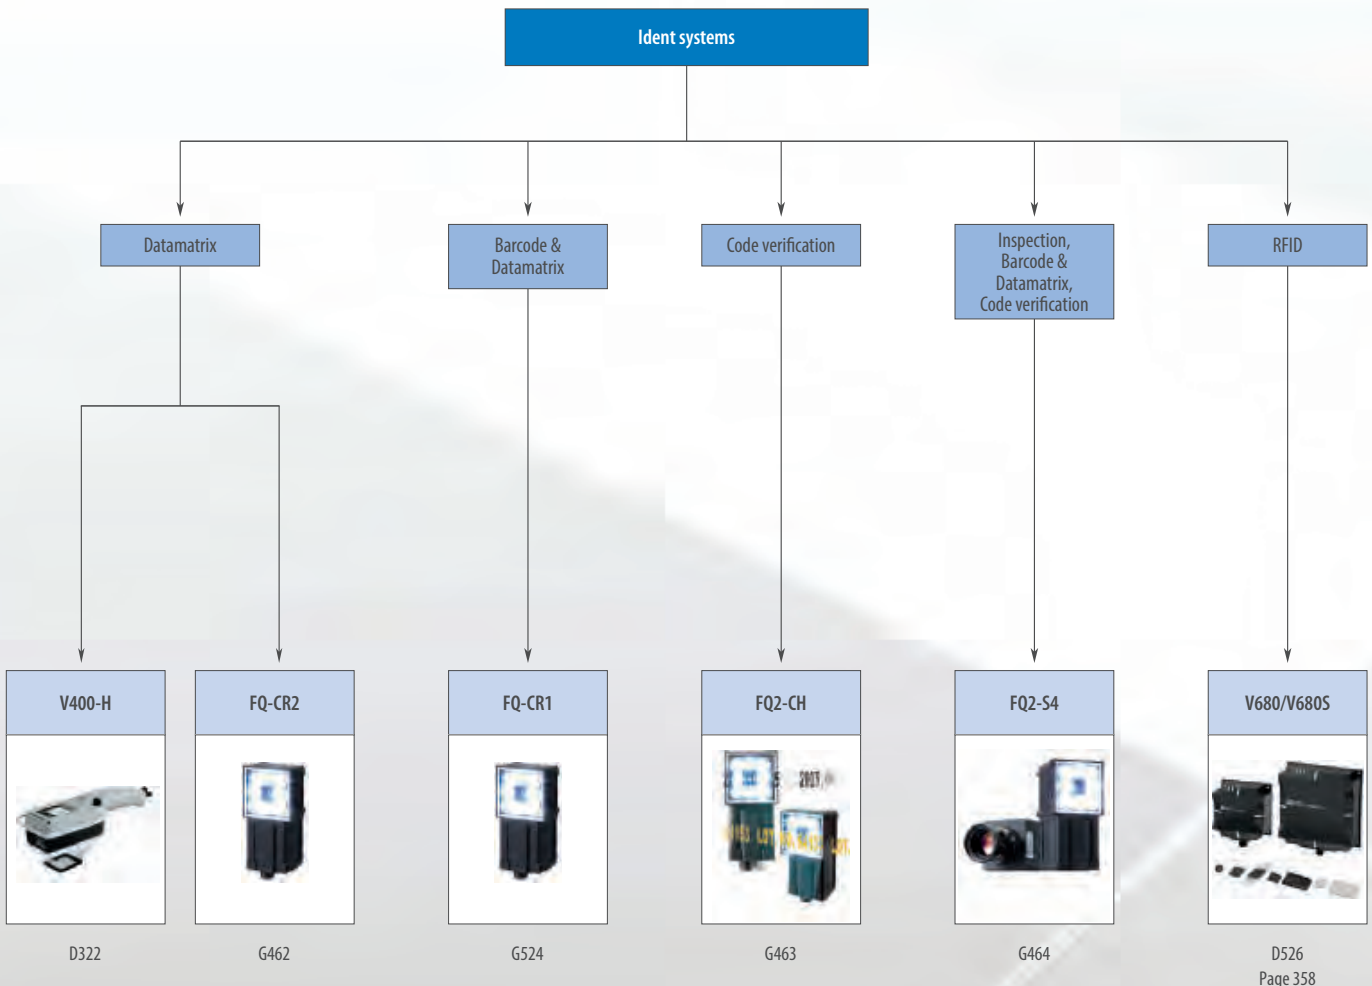 Ident systems
Datamatrix
Barcode &
Datamatrix
Code verification
Inspection,
Barcode &
Datamatrix,
Code verification
RFID
V400-H
FQ-CR2
FQ-CR1
FQ2-CH
FQ2-S4
V680/V680S
D322
G462
G524
G463
G464
D526
Page 358